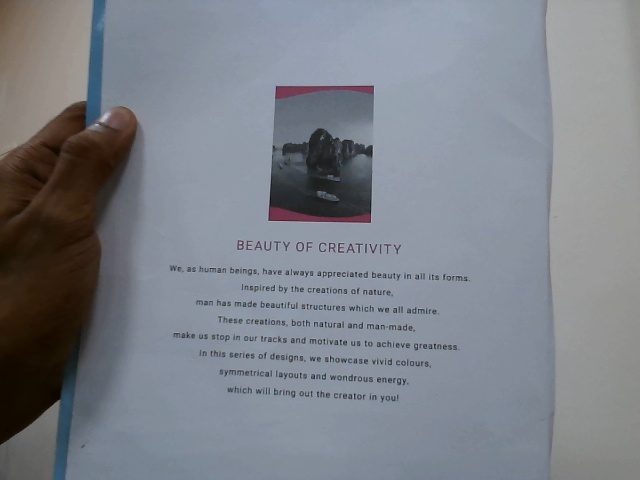 BEAUTY OF CREATIVITY
We, as human beings, have always appreciated beauty in all its forms.
Inspired by the creations of nature,
man has made beautiful structures which we all admire.
These creations, both natural and man-made,
make us stop in our tracks and motivate us to achieve greatness.
In this series of designs, we showcase vivid colours,
symmetrical layouts and wondrous energy,
which will bring out the creator in you!